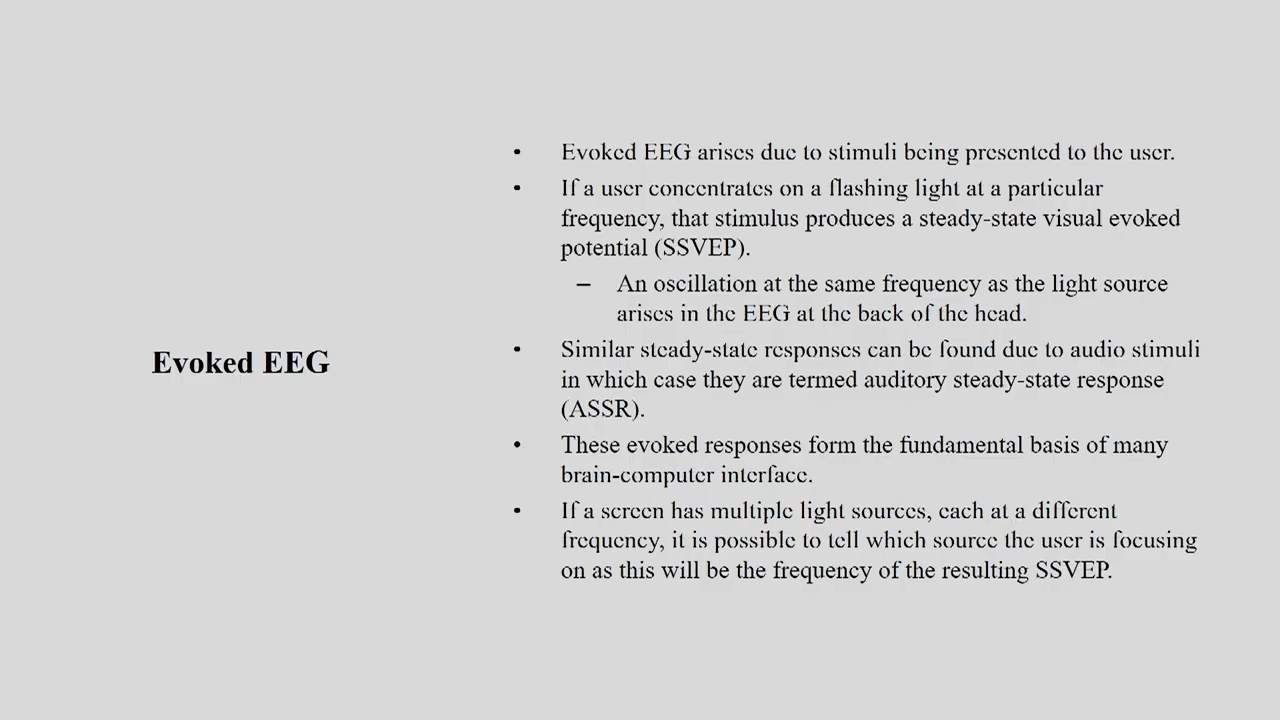 Evoked EEG
• Evoked EEG arises due to stimuli being presented to the user.
• If a user concentrates on a flashing light at a particular
frequency, that stimulus produces a steady-state visual evoked
potential (SSVEP).
– An oscillation at the same frequency as the light source
arises in the EEG at the back of the head.
• Similar steady-state responses can be found due to audio stimuli
in which case they are termed auditory steady-state response
(ASSR).
• These evoked responses form the fundamental basis of many
brain-computer interface.
• If a screen has multiple light sources, each at a different
frequency, it is possible to tell which source the user is focusing
on as this will be the frequency of the resulting SSVEP.